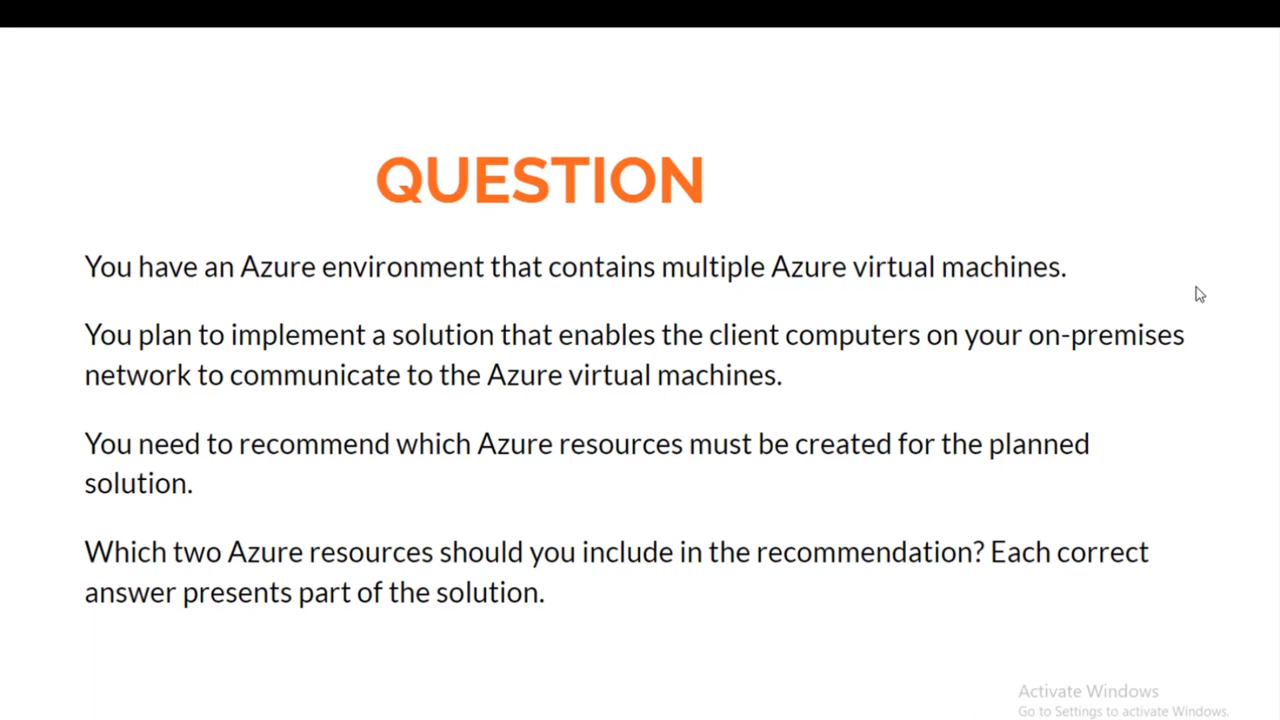 QUESTION
You have an Azure environment that contains multiple Azure virtual machines.
You plan to implement a solution that enables the client computers on your on-premises
network to communicate to the Azure virtual machines.
You need to recommend which Azure resources must be created for the planned
solution.
Which two Azure resources should you include in the recommendation? Each correct
answer presents part of the solution.
Activate Windows
Go to Settings to activate Windows.